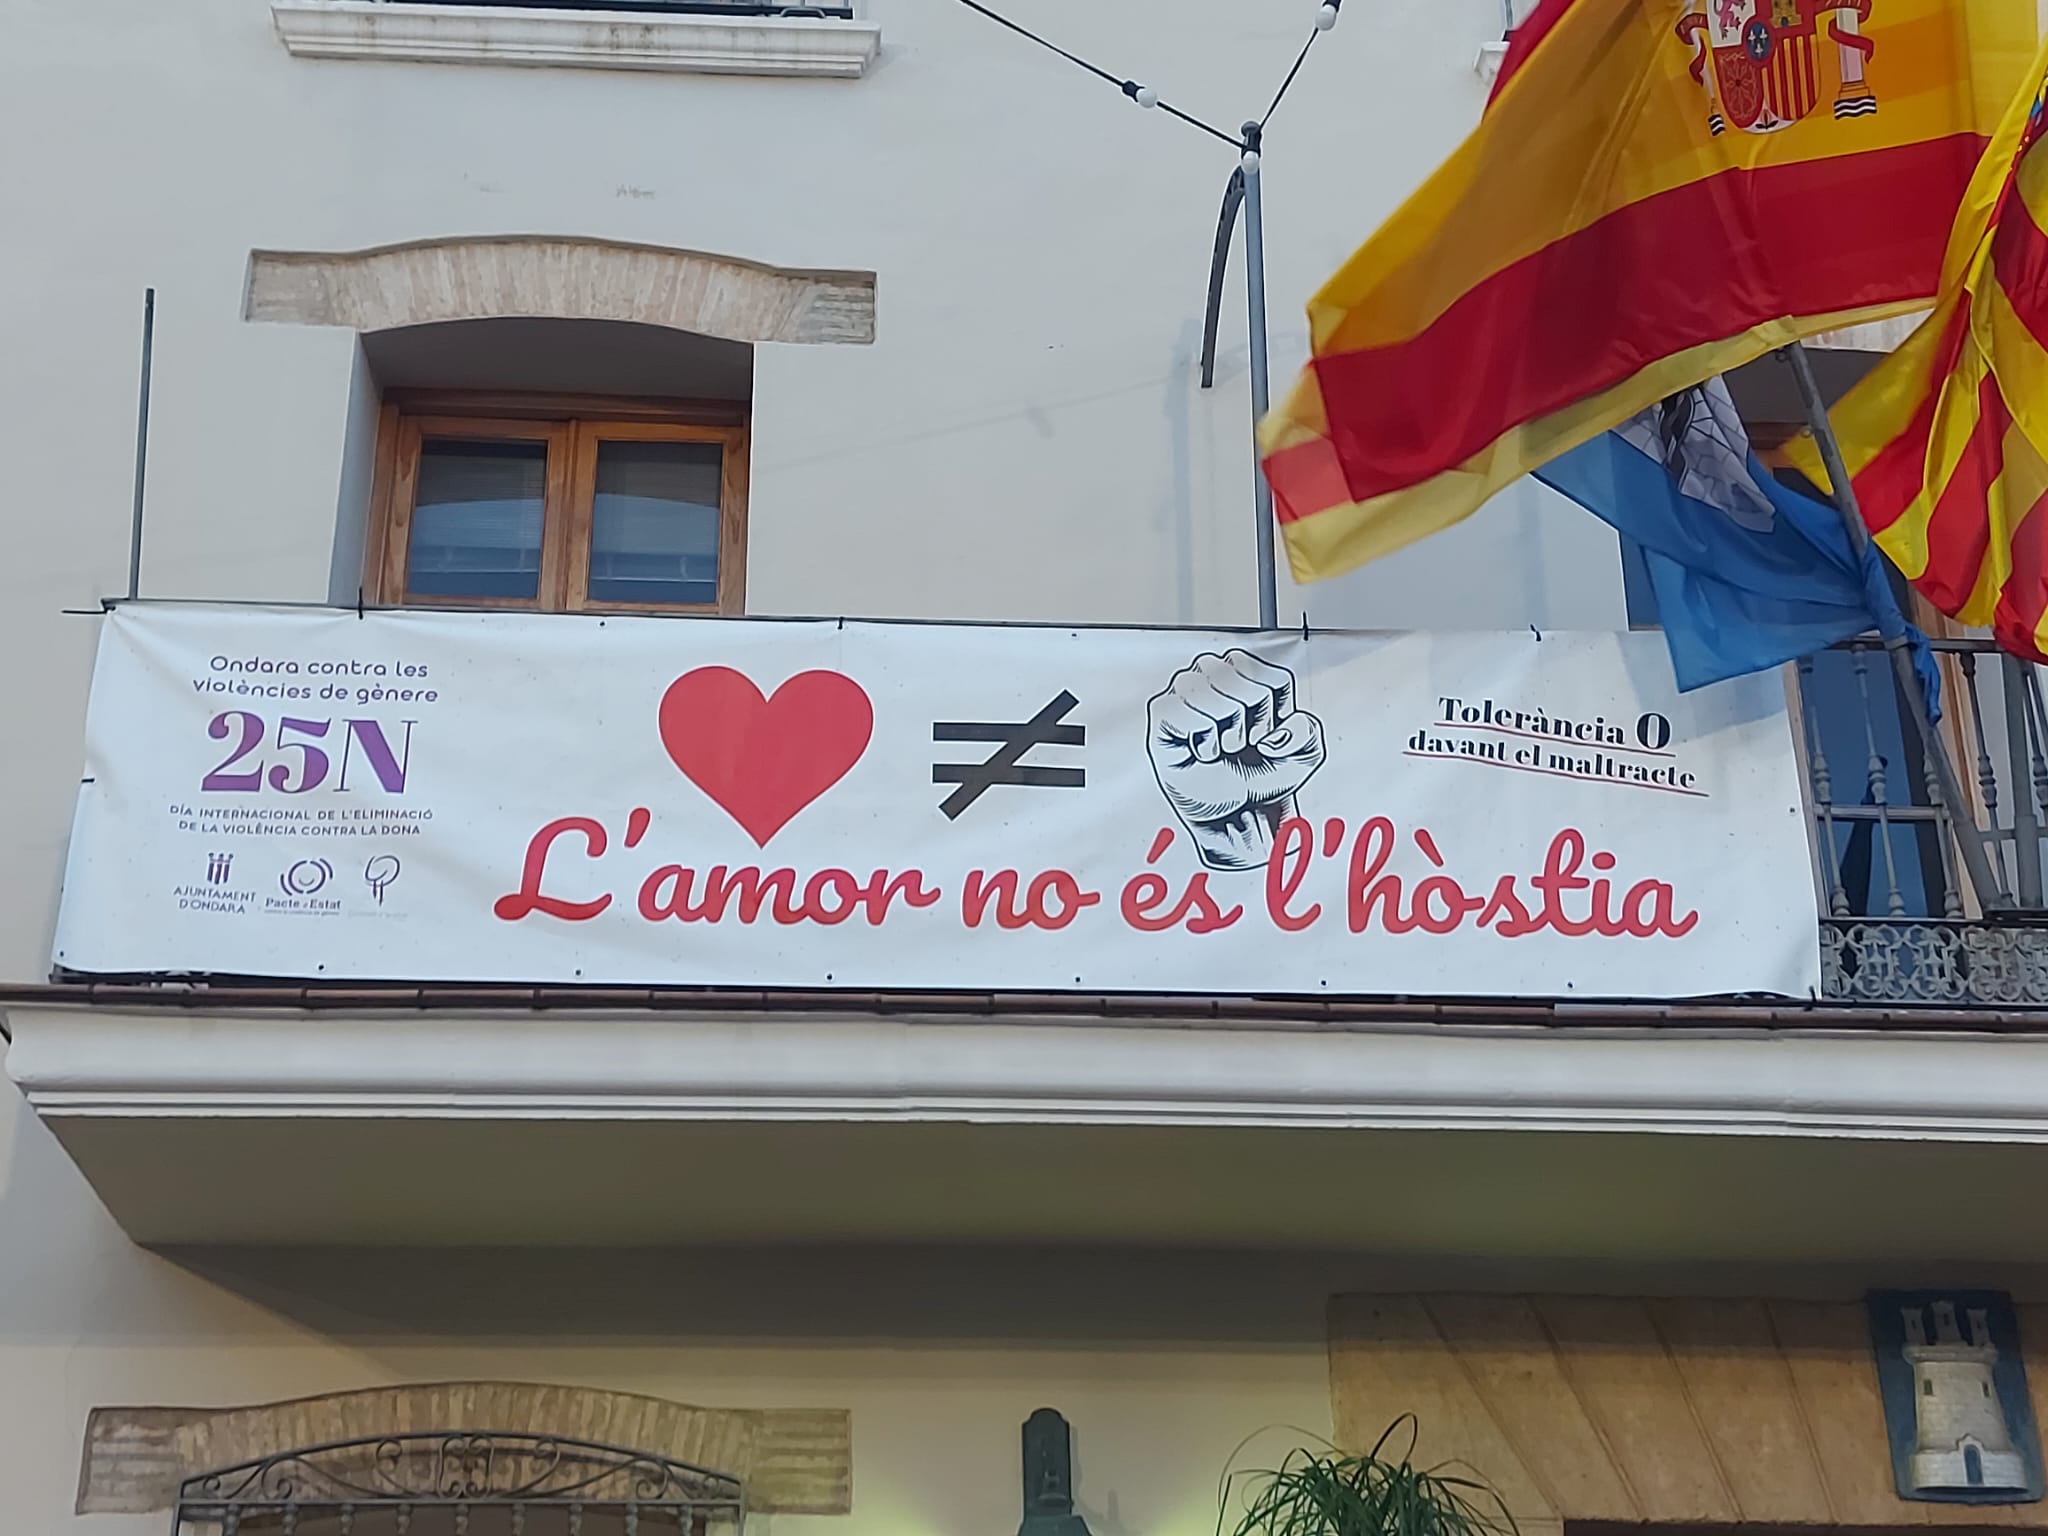 Ondara contra les
violències de gènere
25N
DÍA INTERNACIONAL DE L'ELIMINACIÓ
DE LA VIOLÈNCIA CONTRA LA DONA
AJUNTAMENT
D'ONDARA
Pacte d'Estat
L'amor no és l'hòstia
Tolerància 0
davant el maltracte